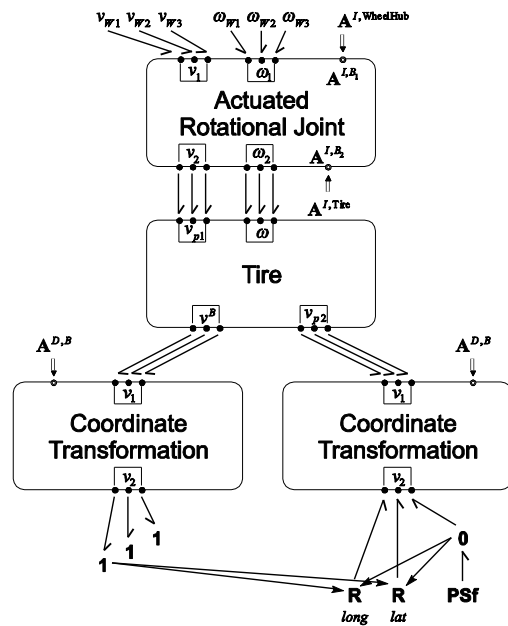 v_W1 v_W2 v_W3 ω_W1 ω_W2 ω_W3 A^I,WheelHub
v_1 ω_1 A^I,B_1
Actuated
Rotational Joint
v_2 ω_2 A^I,B_2
A^I,Tire
v_p1 ω
Tire
v^B v_p2
A^D,B A^D,B
v_1 v_1
Coordinate
Transformation
Coordinate
Transformation
v_2 v_2
1 1 1 0
R R PSf
long lat